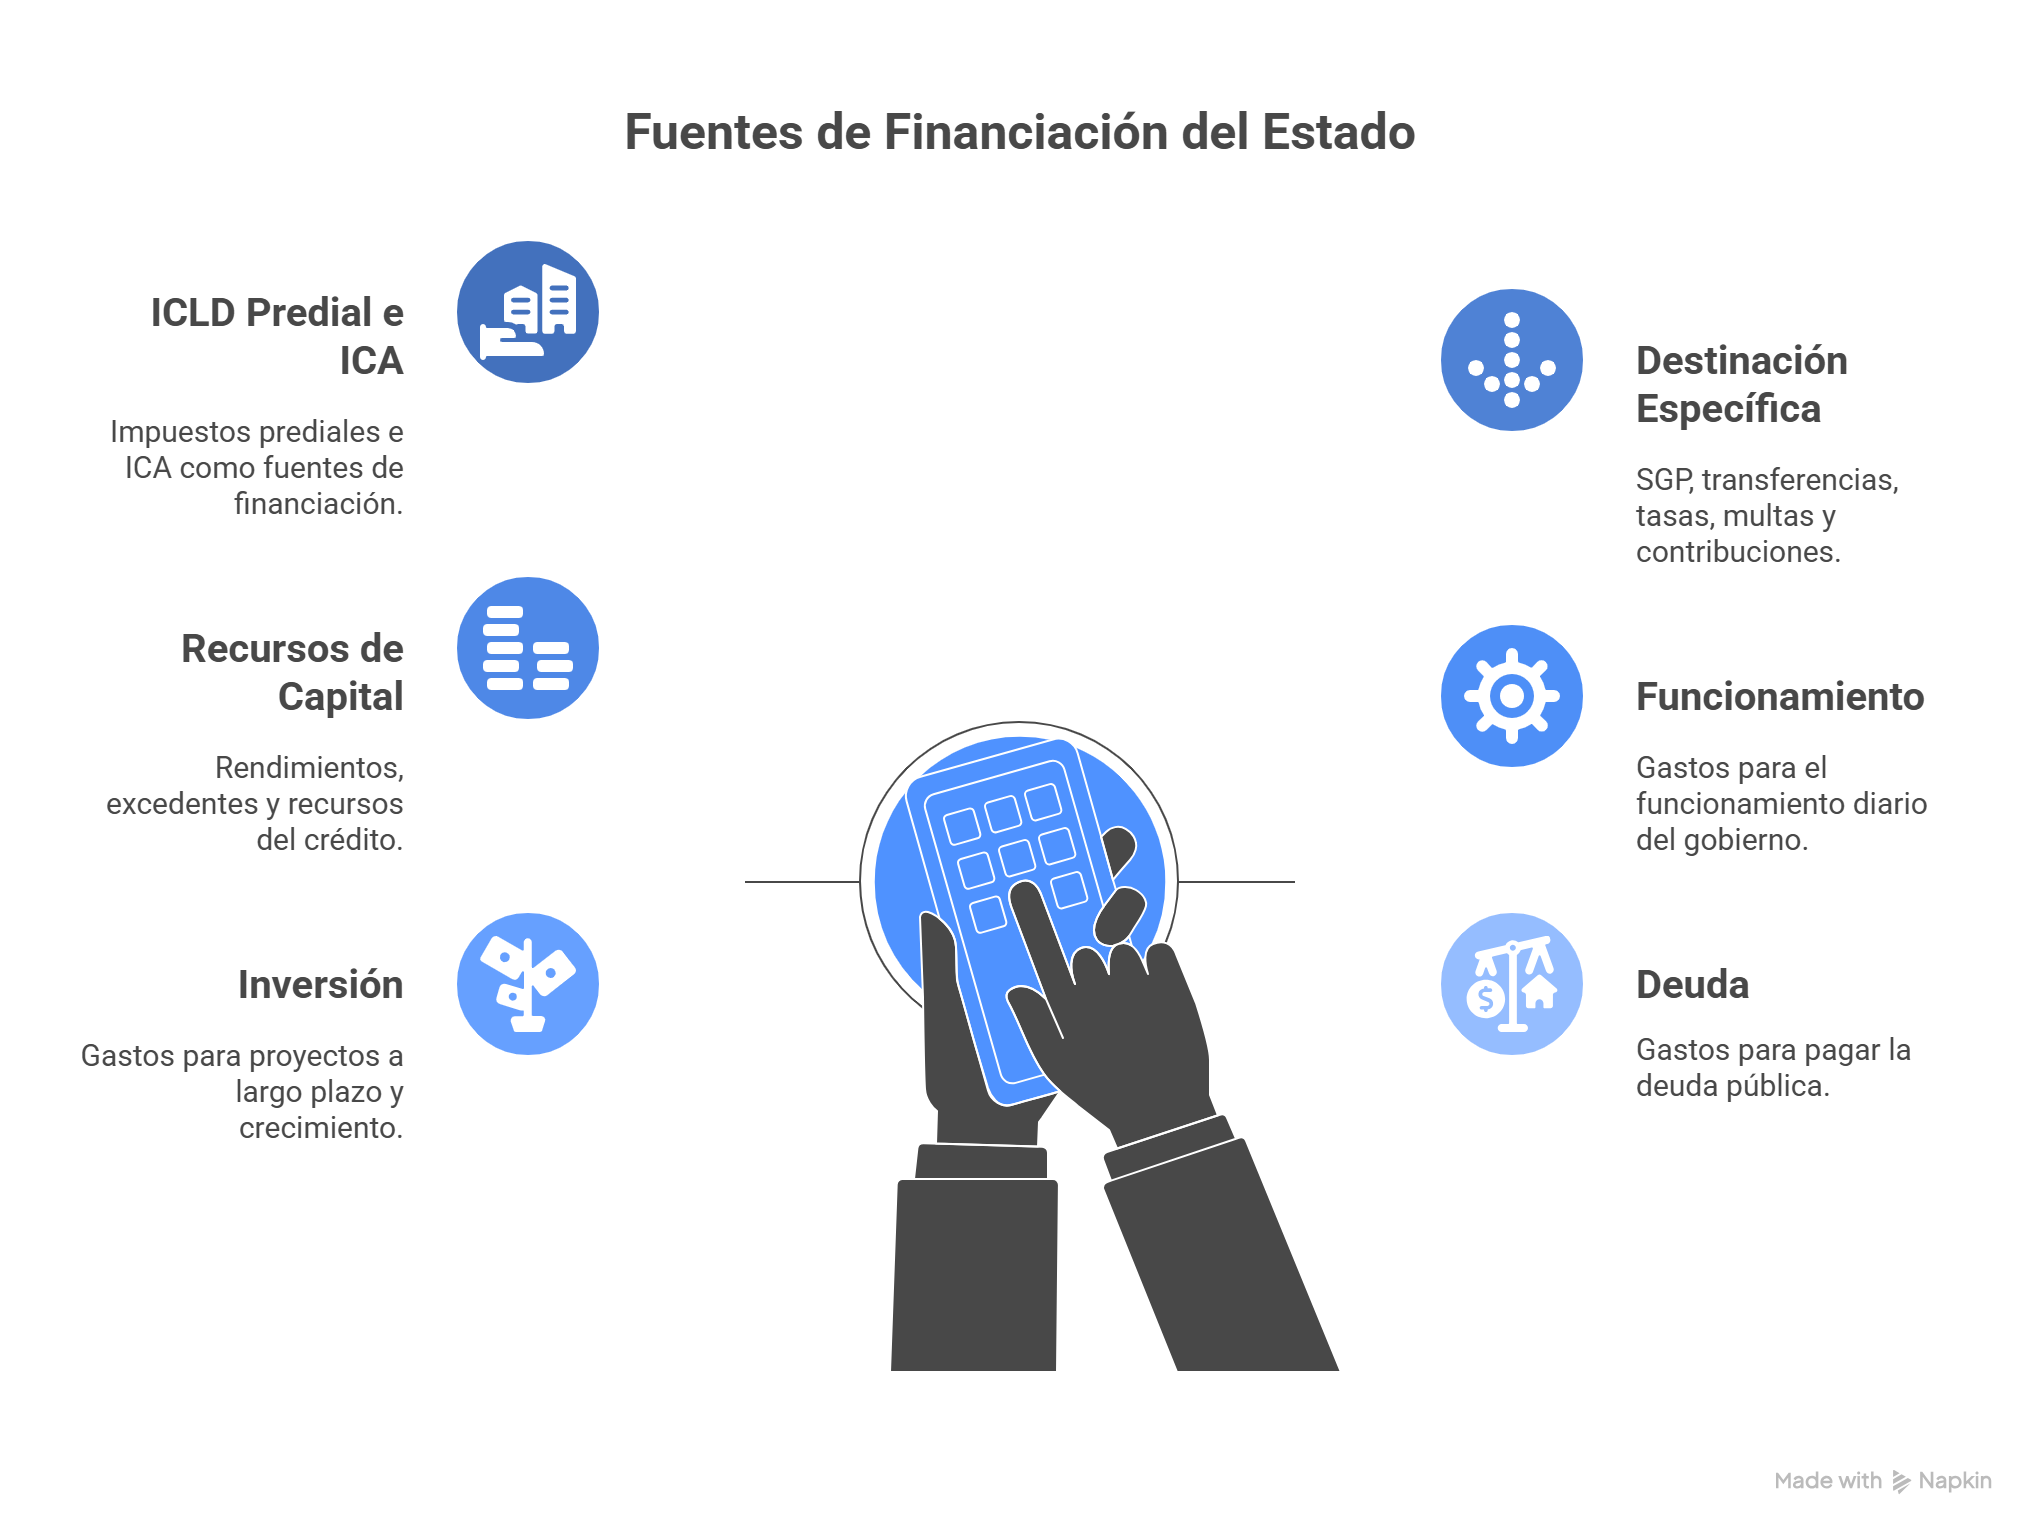 Fuentes de Financiación del Estado
ICLD Predial e
ICA
Impuestos prediales e
ICA como fuentes de
financiación.
Destinación
Específica
SGP, transferencias,
tasas, multas y
contribuciones.
Recursos de
Capital
Rendimientos,
excedentes y recursos
del crédito.
Funcionamiento
Gastos para el
funcionamiento diario
del gobierno.
Inversión
Gastos para proyectos a
largo plazo y
crecimiento.
Deuda
Gastos para pagar la
deuda pública.
$
Made with Napkin